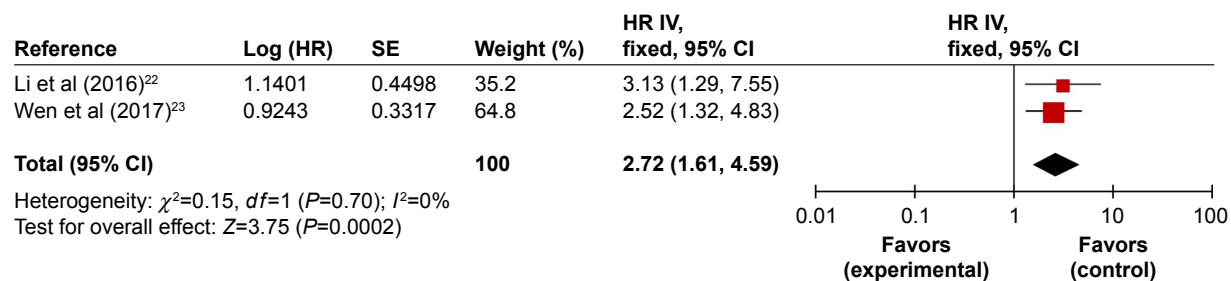 HR IV, HR IV,
Reference Log (HR) SE Weight (%) fixed, 95% CI fixed, 95% CI
Li et al (2016)²² 1.1401 0.4498 35.2 3.13 (1.29, 7.55)
Wen et al (2017)²³ 0.9243 0.3317 64.8 2.52 (1.32, 4.83)
Total (95% CI) 100 2.72 (1.61, 4.59)
Heterogeneity: χ²=0.15, df=1 (P=0.70); I²=0%
Test for overall effect: Z=3.75 (P=0.0002)
0.01 0.1 1 10 100
Favors Favors
(experimental) (control)